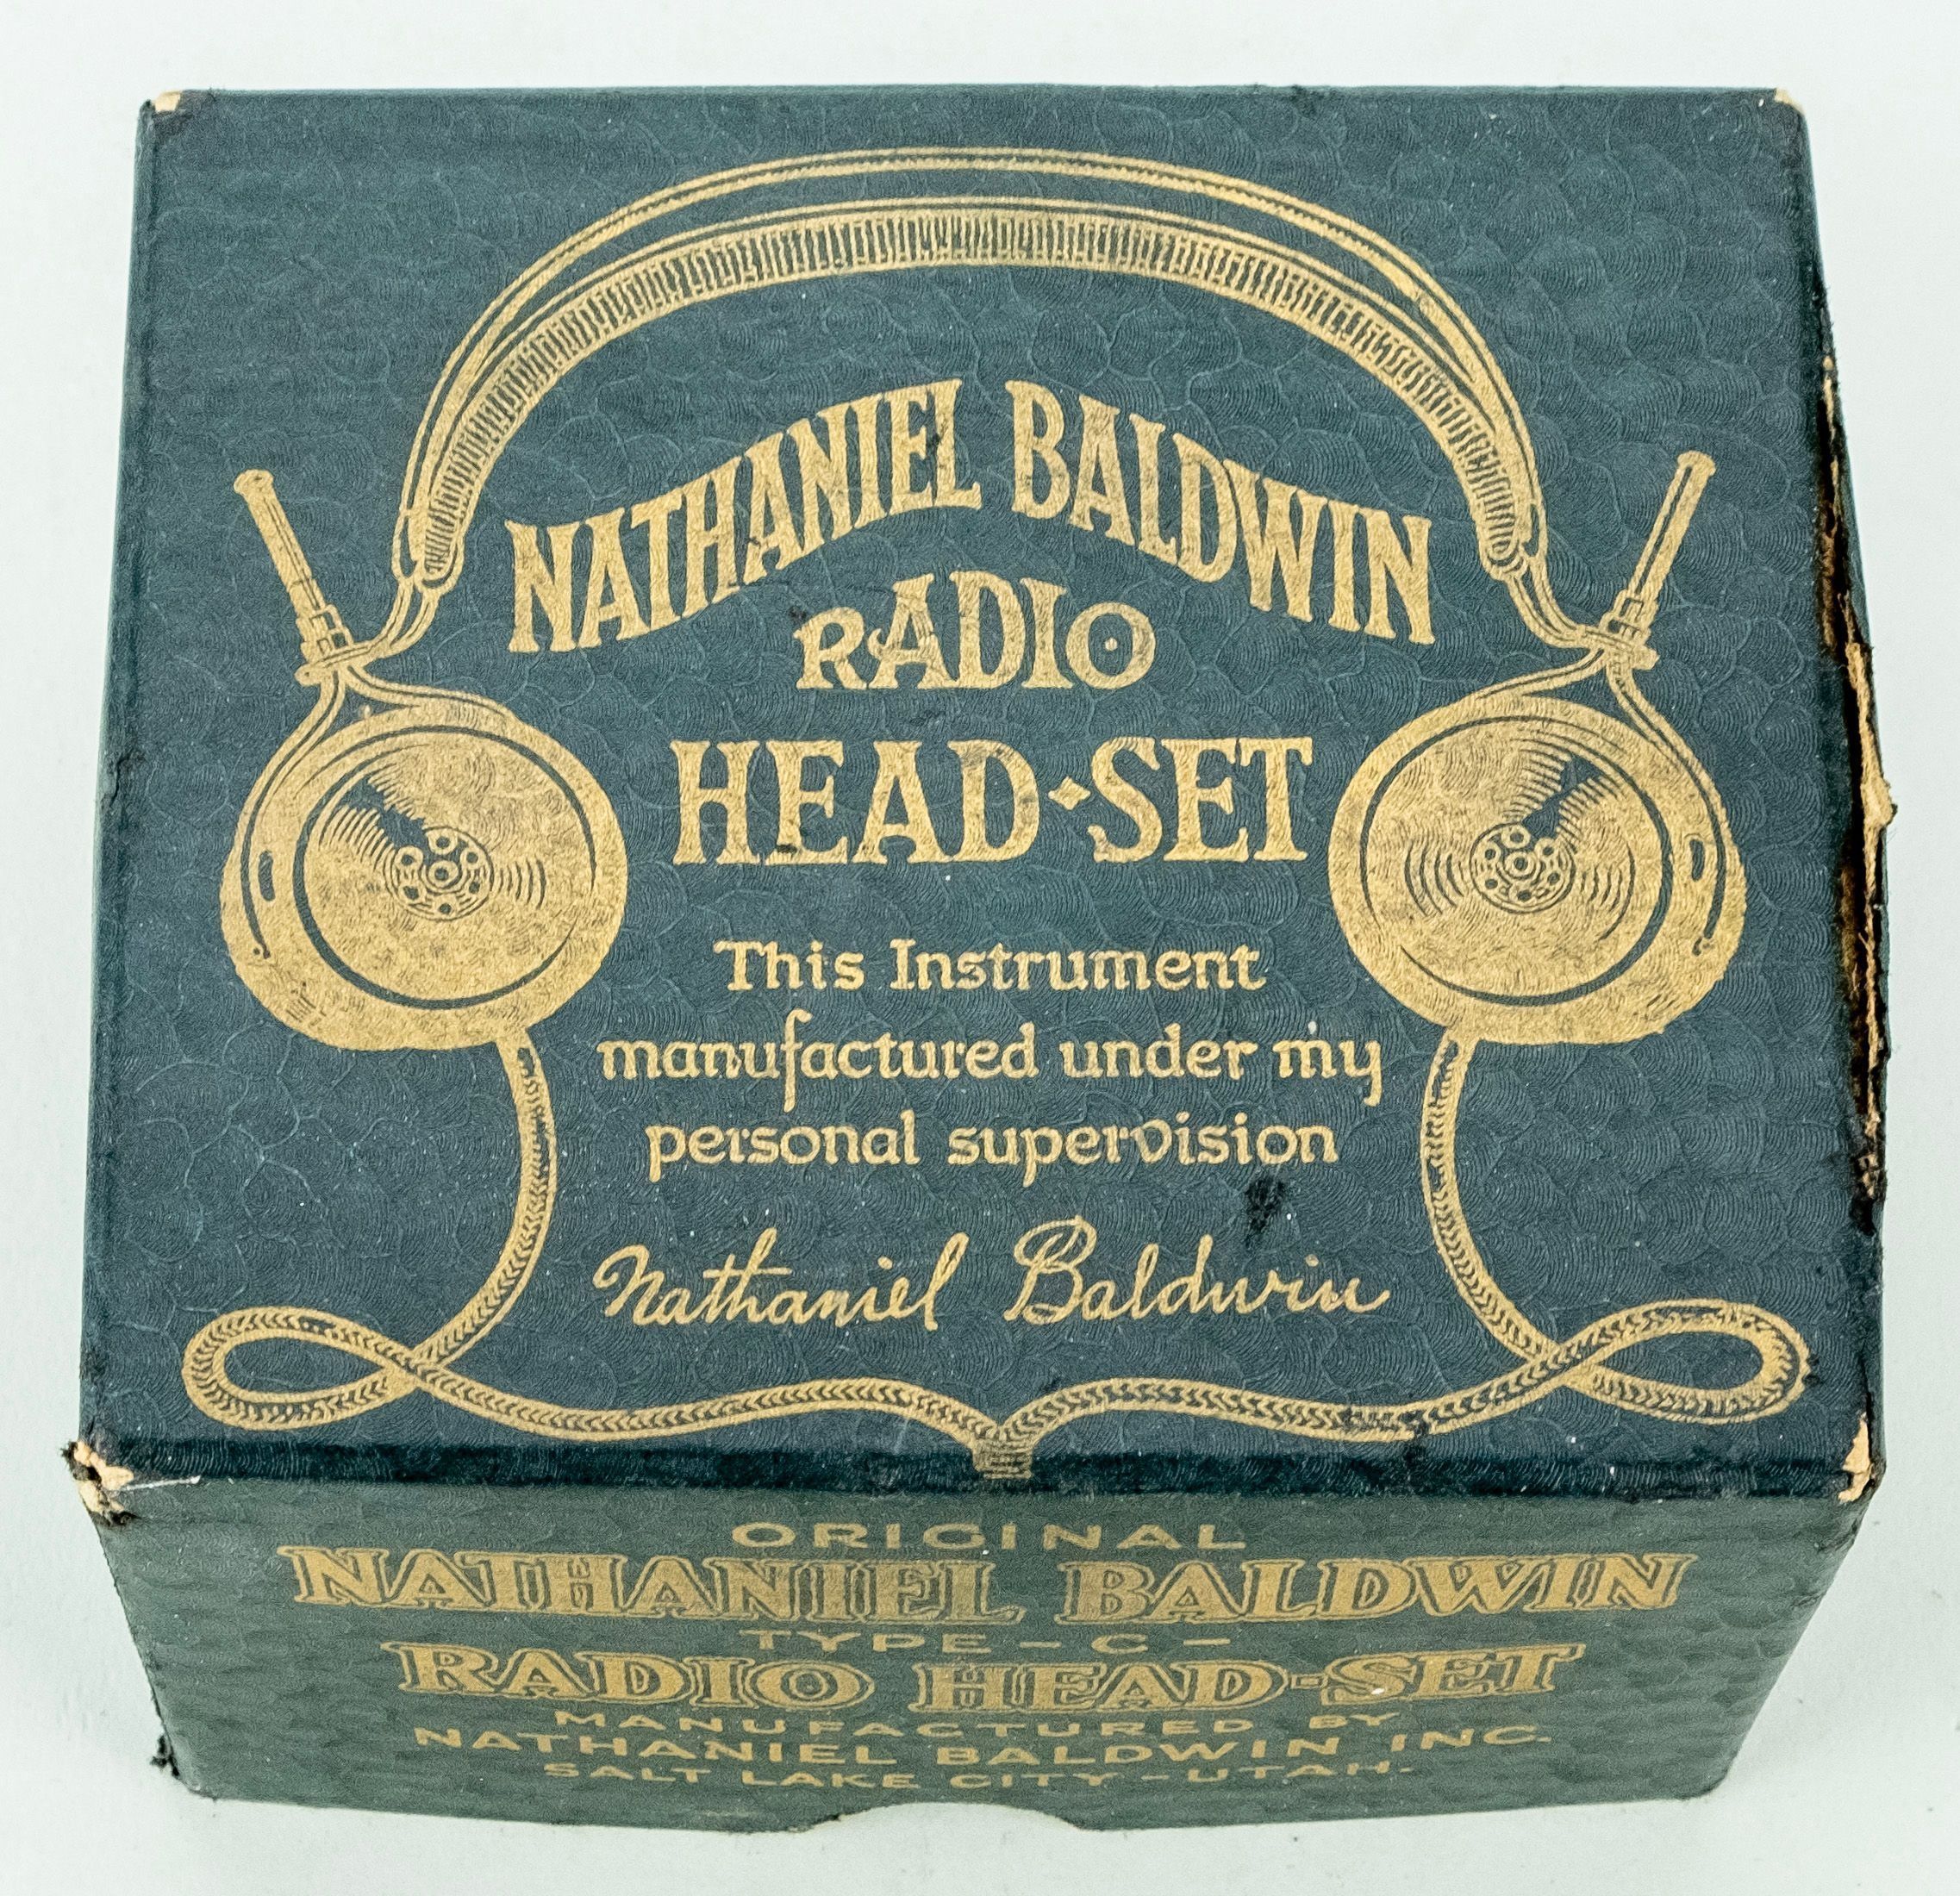 NATHANIEL BALDWIN
RADIO
HEAD-SET
This Instrument
manufactured under my
personal supervision
Nathaniel Baldwin
ORIGINAL
NATHANIEL BALDWIN
TYPE - C -
RADIO HEAD-SET
MANUFACTURED BY
NATHANIEL BALDWIN INC.
SALT LAKE CITY - UTAH.